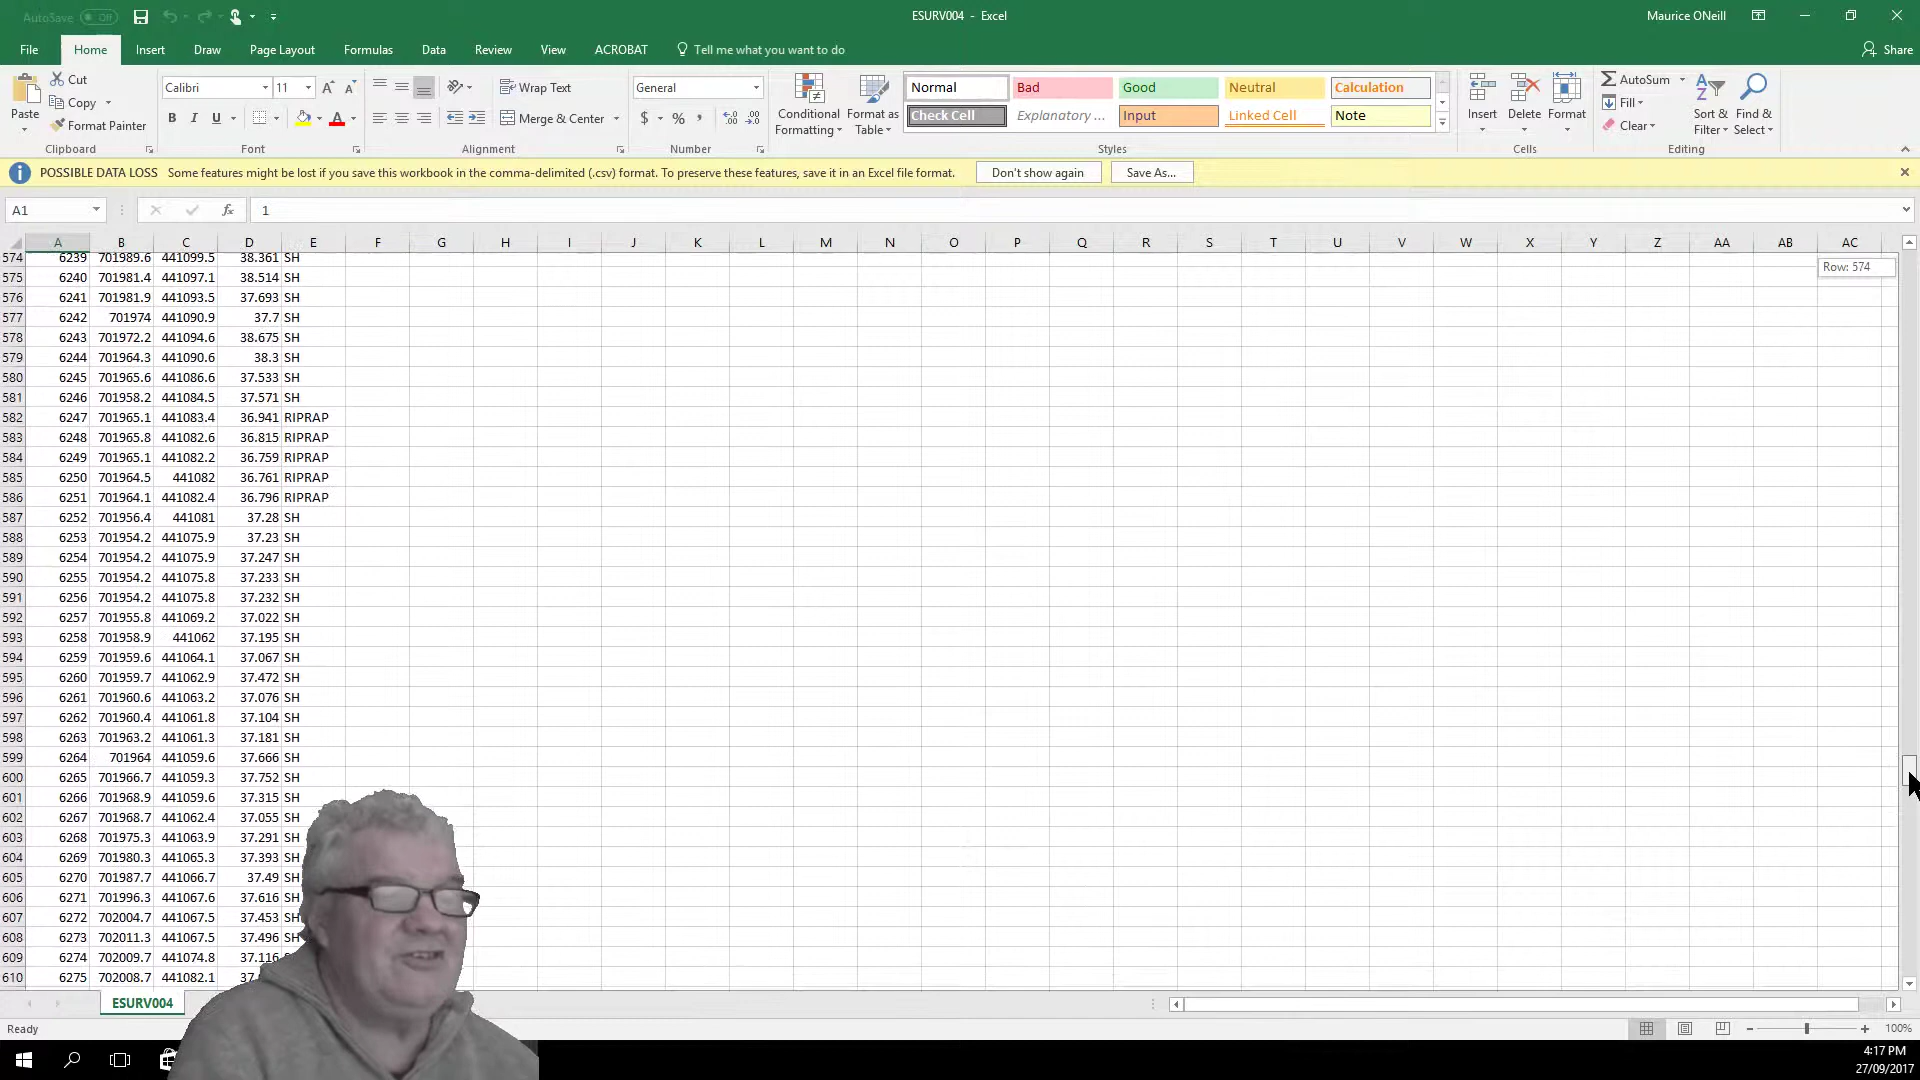 AutoSave Off
ESURV004 - Excel
Maurice ONeill
File Home Insert Draw Page Layout Formulas Data Review View ACROBAT Tell me what you want to do Share
Paste Cut Copy Format Painter Clipboard
Calibri 11 B I U A Font
Wrap Text Merge & Center Alignment
General $ % , Number
Conditional Formatting Format as Table
Normal Bad Good Neutral Calculation
Check Cell Explanatory ... Input Linked Cell Note
Styles
Insert Delete Format Cells
AutoSum Fill Clear Sort & Filter Find & Select Editing
POSSIBLE DATA LOSS Some features might be lost if you save this workbook in the comma-delimited (.csv) format. To preserve these features, save it in an Excel file format. Don't show again Save As...
A1 fx 1
A B C D E F G H I J K L M N O P Q R S T U V W X Y Z AA AB AC
Row: 574
574 6239 701989.6 441099.5 38.361 SH
575 6240 701981.4 441097.1 38.514 SH
576 6241 701981.9 441093.5 37.693 SH
577 6242 701974 441090.9 37.7 SH
578 6243 701972.2 441094.6 38.675 SH
579 6244 701964.3 441090.6 38.3 SH
580 6245 701965.6 441086.6 37.533 SH
581 6246 701958.2 441084.5 37.571 SH
582 6247 701965.1 441083.4 36.941 RIPRAP
583 6248 701965.8 441082.6 36.815 RIPRAP
584 6249 701965.1 441082.2 36.759 RIPRAP
585 6250 701964.5 441082 36.761 RIPRAP
586 6251 701964.1 441082.4 36.796 RIPRAP
587 6252 701956.4 441081 37.28 SH
588 6253 701954.2 441075.9 37.23 SH
589 6254 701954.2 441075.9 37.247 SH
590 6255 701954.2 441075.8 37.233 SH
591 6256 701954.2 441075.8 37.232 SH
592 6257 701955.8 441069.2 37.022 SH
593 6258 701958.9 441062 37.195 SH
594 6259 701959.6 441064.1 37.067 SH
595 6260 701959.7 441062.9 37.472 SH
596 6261 701960.6 441063.2 37.076 SH
597 6262 701960.4 441061.8 37.104 SH
598 6263 701963.2 441061.3 37.181 SH
599 6264 701964 441059.6 37.666 SH
600 6265 701966.7 441059.3 37.752 SH
601 6266 701968.9 441059.6 37.315 SH
602 6267 701968.7 441062.4 37.055 SH
603 6268 701975.3 441063.9 37.291 SH
604 6269 701980.3 441065.3 37.393 SH
605 6270 701987.7 441066.7 37.49 SH
606 6271 701996.3 441067.6 37.616 SH
607 6272 702004.7 441067.5 37.453 SH
608 6273 702011.3 441067.5 37.496 SH
609 6274 702009.7 441074.8 37.116
610 6275 702008.7 441082.1 37.
ESURV004
Ready
100%
4:17 PM
27/09/2017